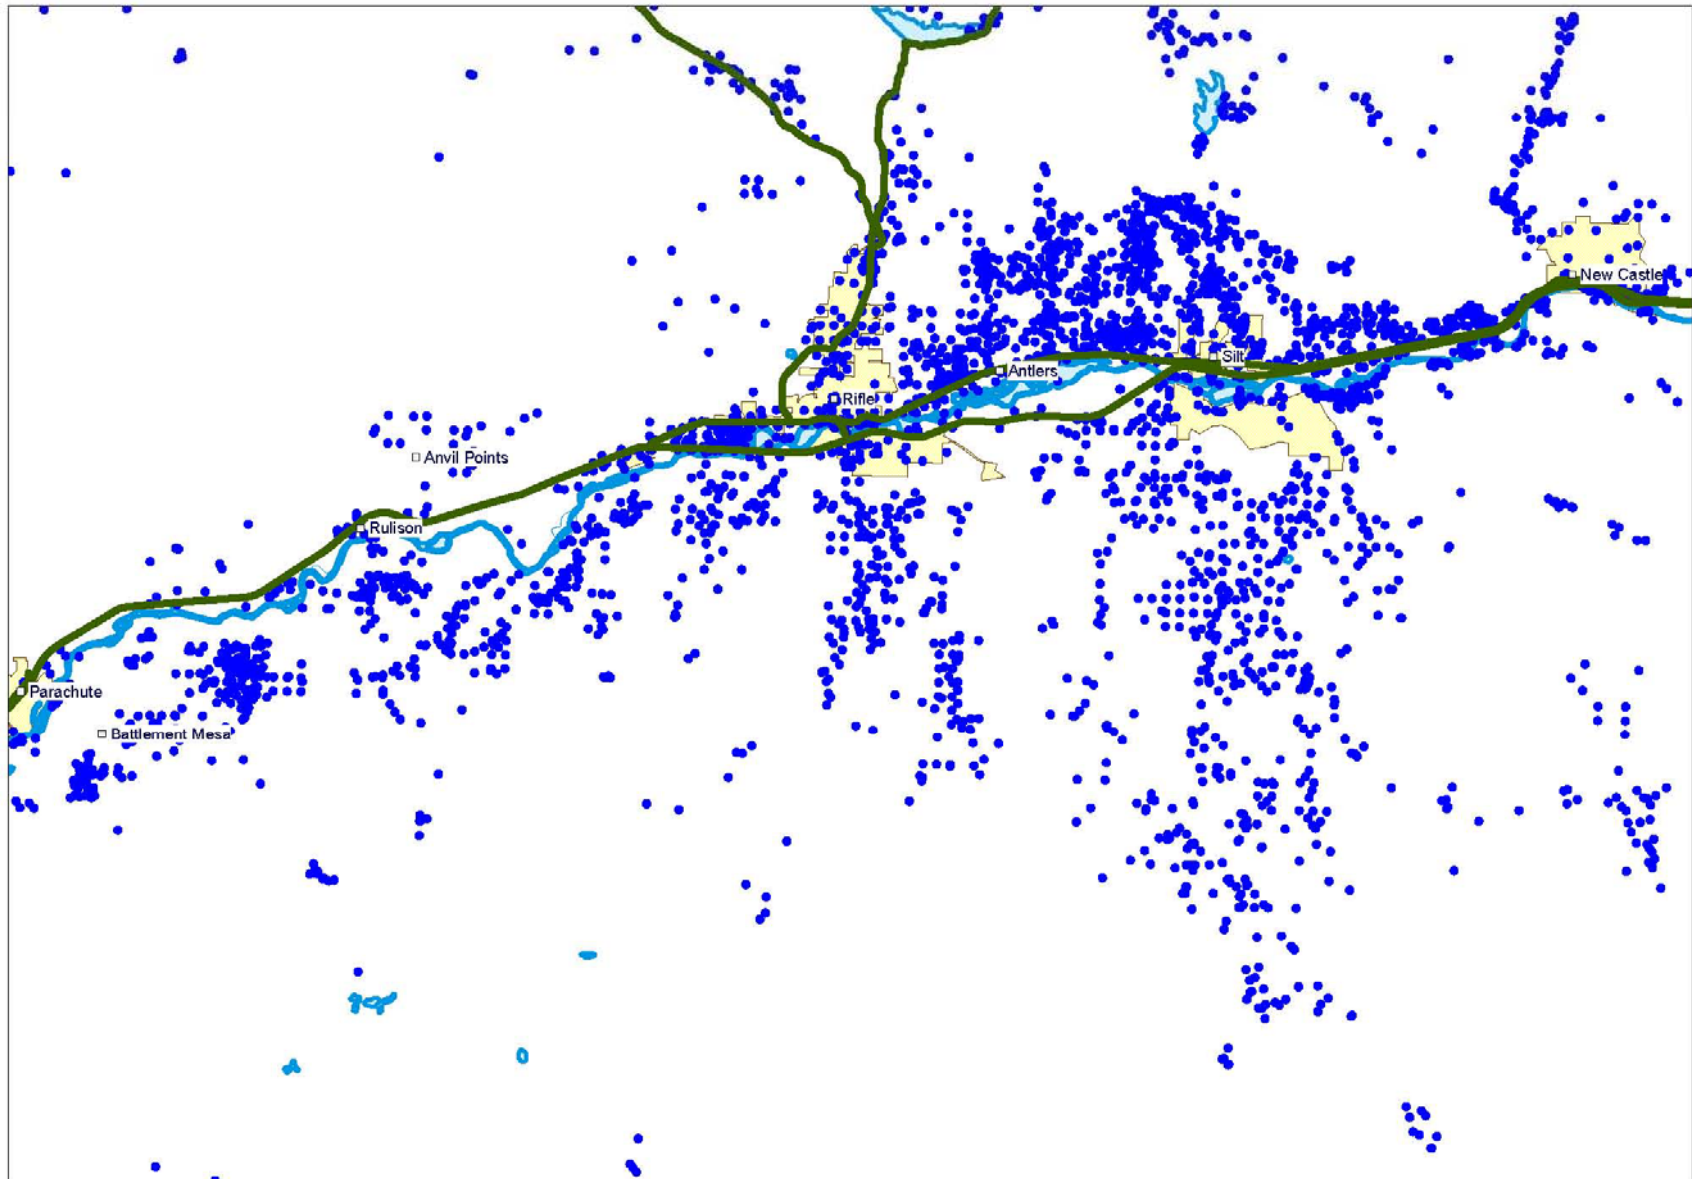 New Castle
Silt
Antlers
Rifle
Anvil Points
Rulison
Parachute
Battlement Mesa